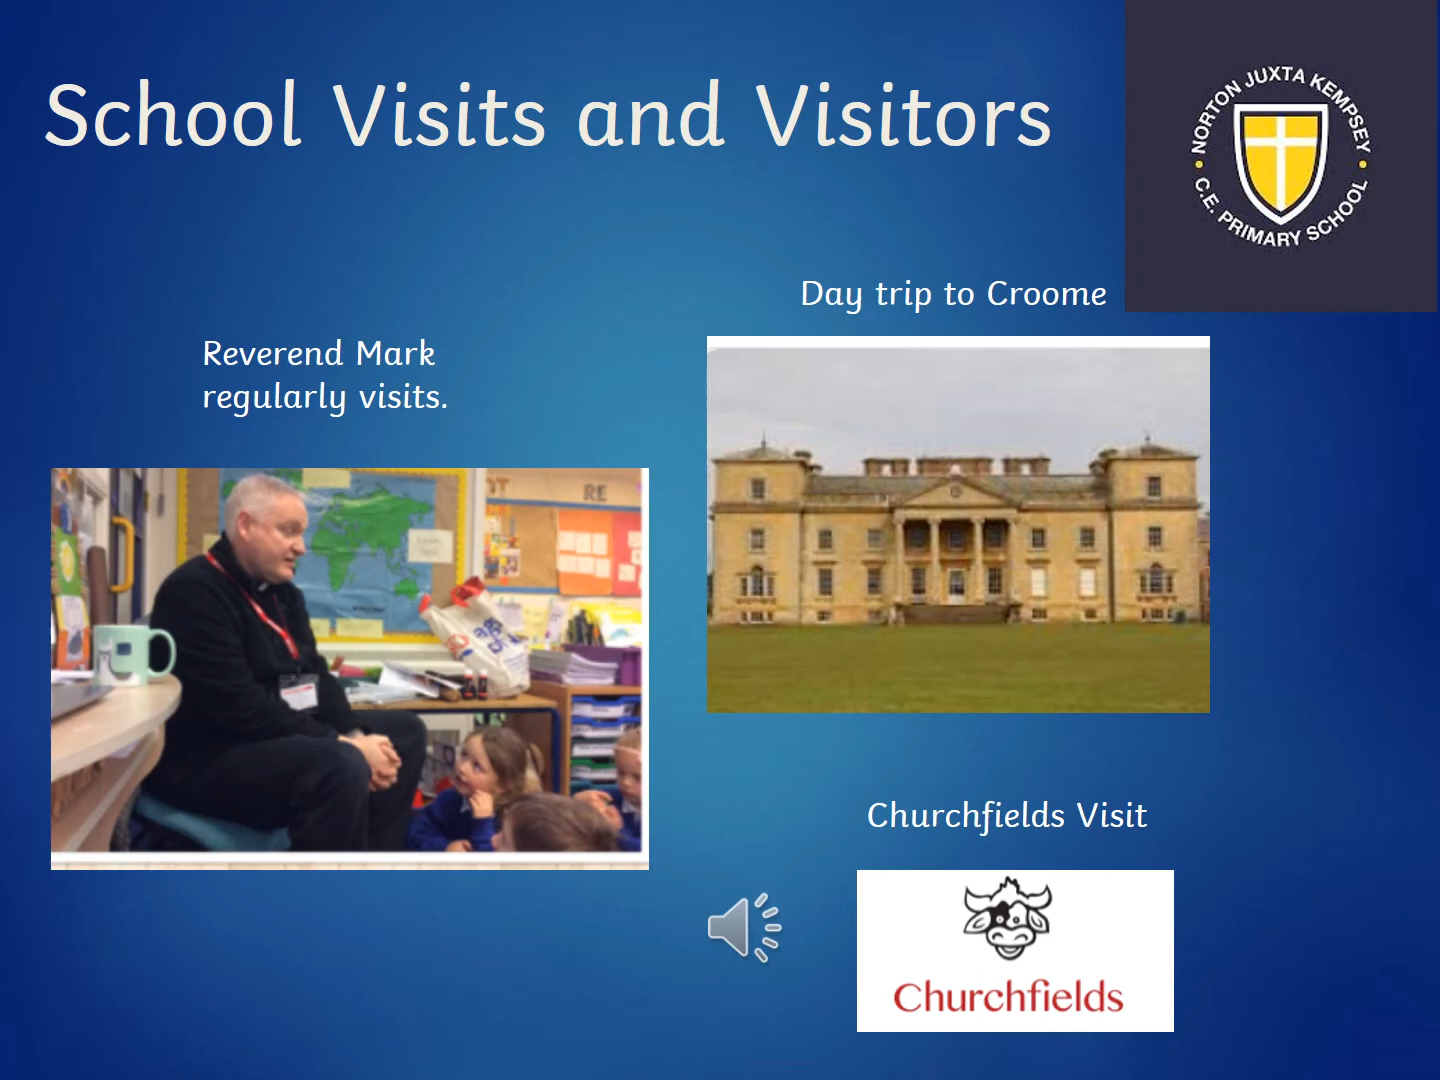 School Visits and Visitors
NORTON JUXTA KEMPSEY
C.E. PRIMARY SCHOOL
Day trip to Croome
Reverend Mark
regularly visits.
RE
Churchfields Visit
Churchfields